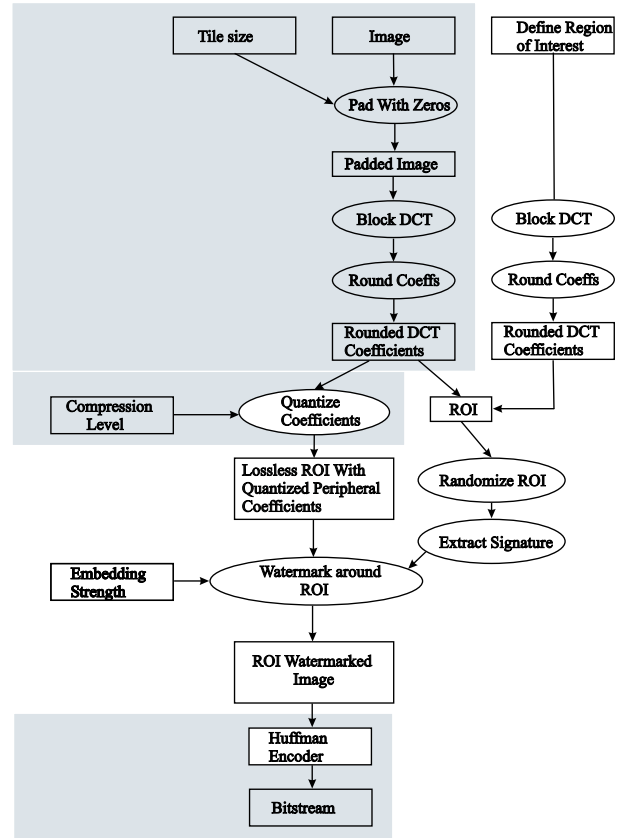 Tile size
Image
Define Region
of Interest
Pad With Zeros
Padded Image
Block DCT
Block DCT
Round Coeffs
Round Coeffs
Rounded DCT
Coefficients
Rounded DCT
Coefficients
Compression
Level
Quantize
Coefficients
ROI
Lossless ROI With
Quantized Peripheral
Coefficients
Randomize ROI
Extract Signature
Embedding
Strength
Watermark around
ROI
ROI Watermarked
Image
Huffman
Encoder
Bitstream